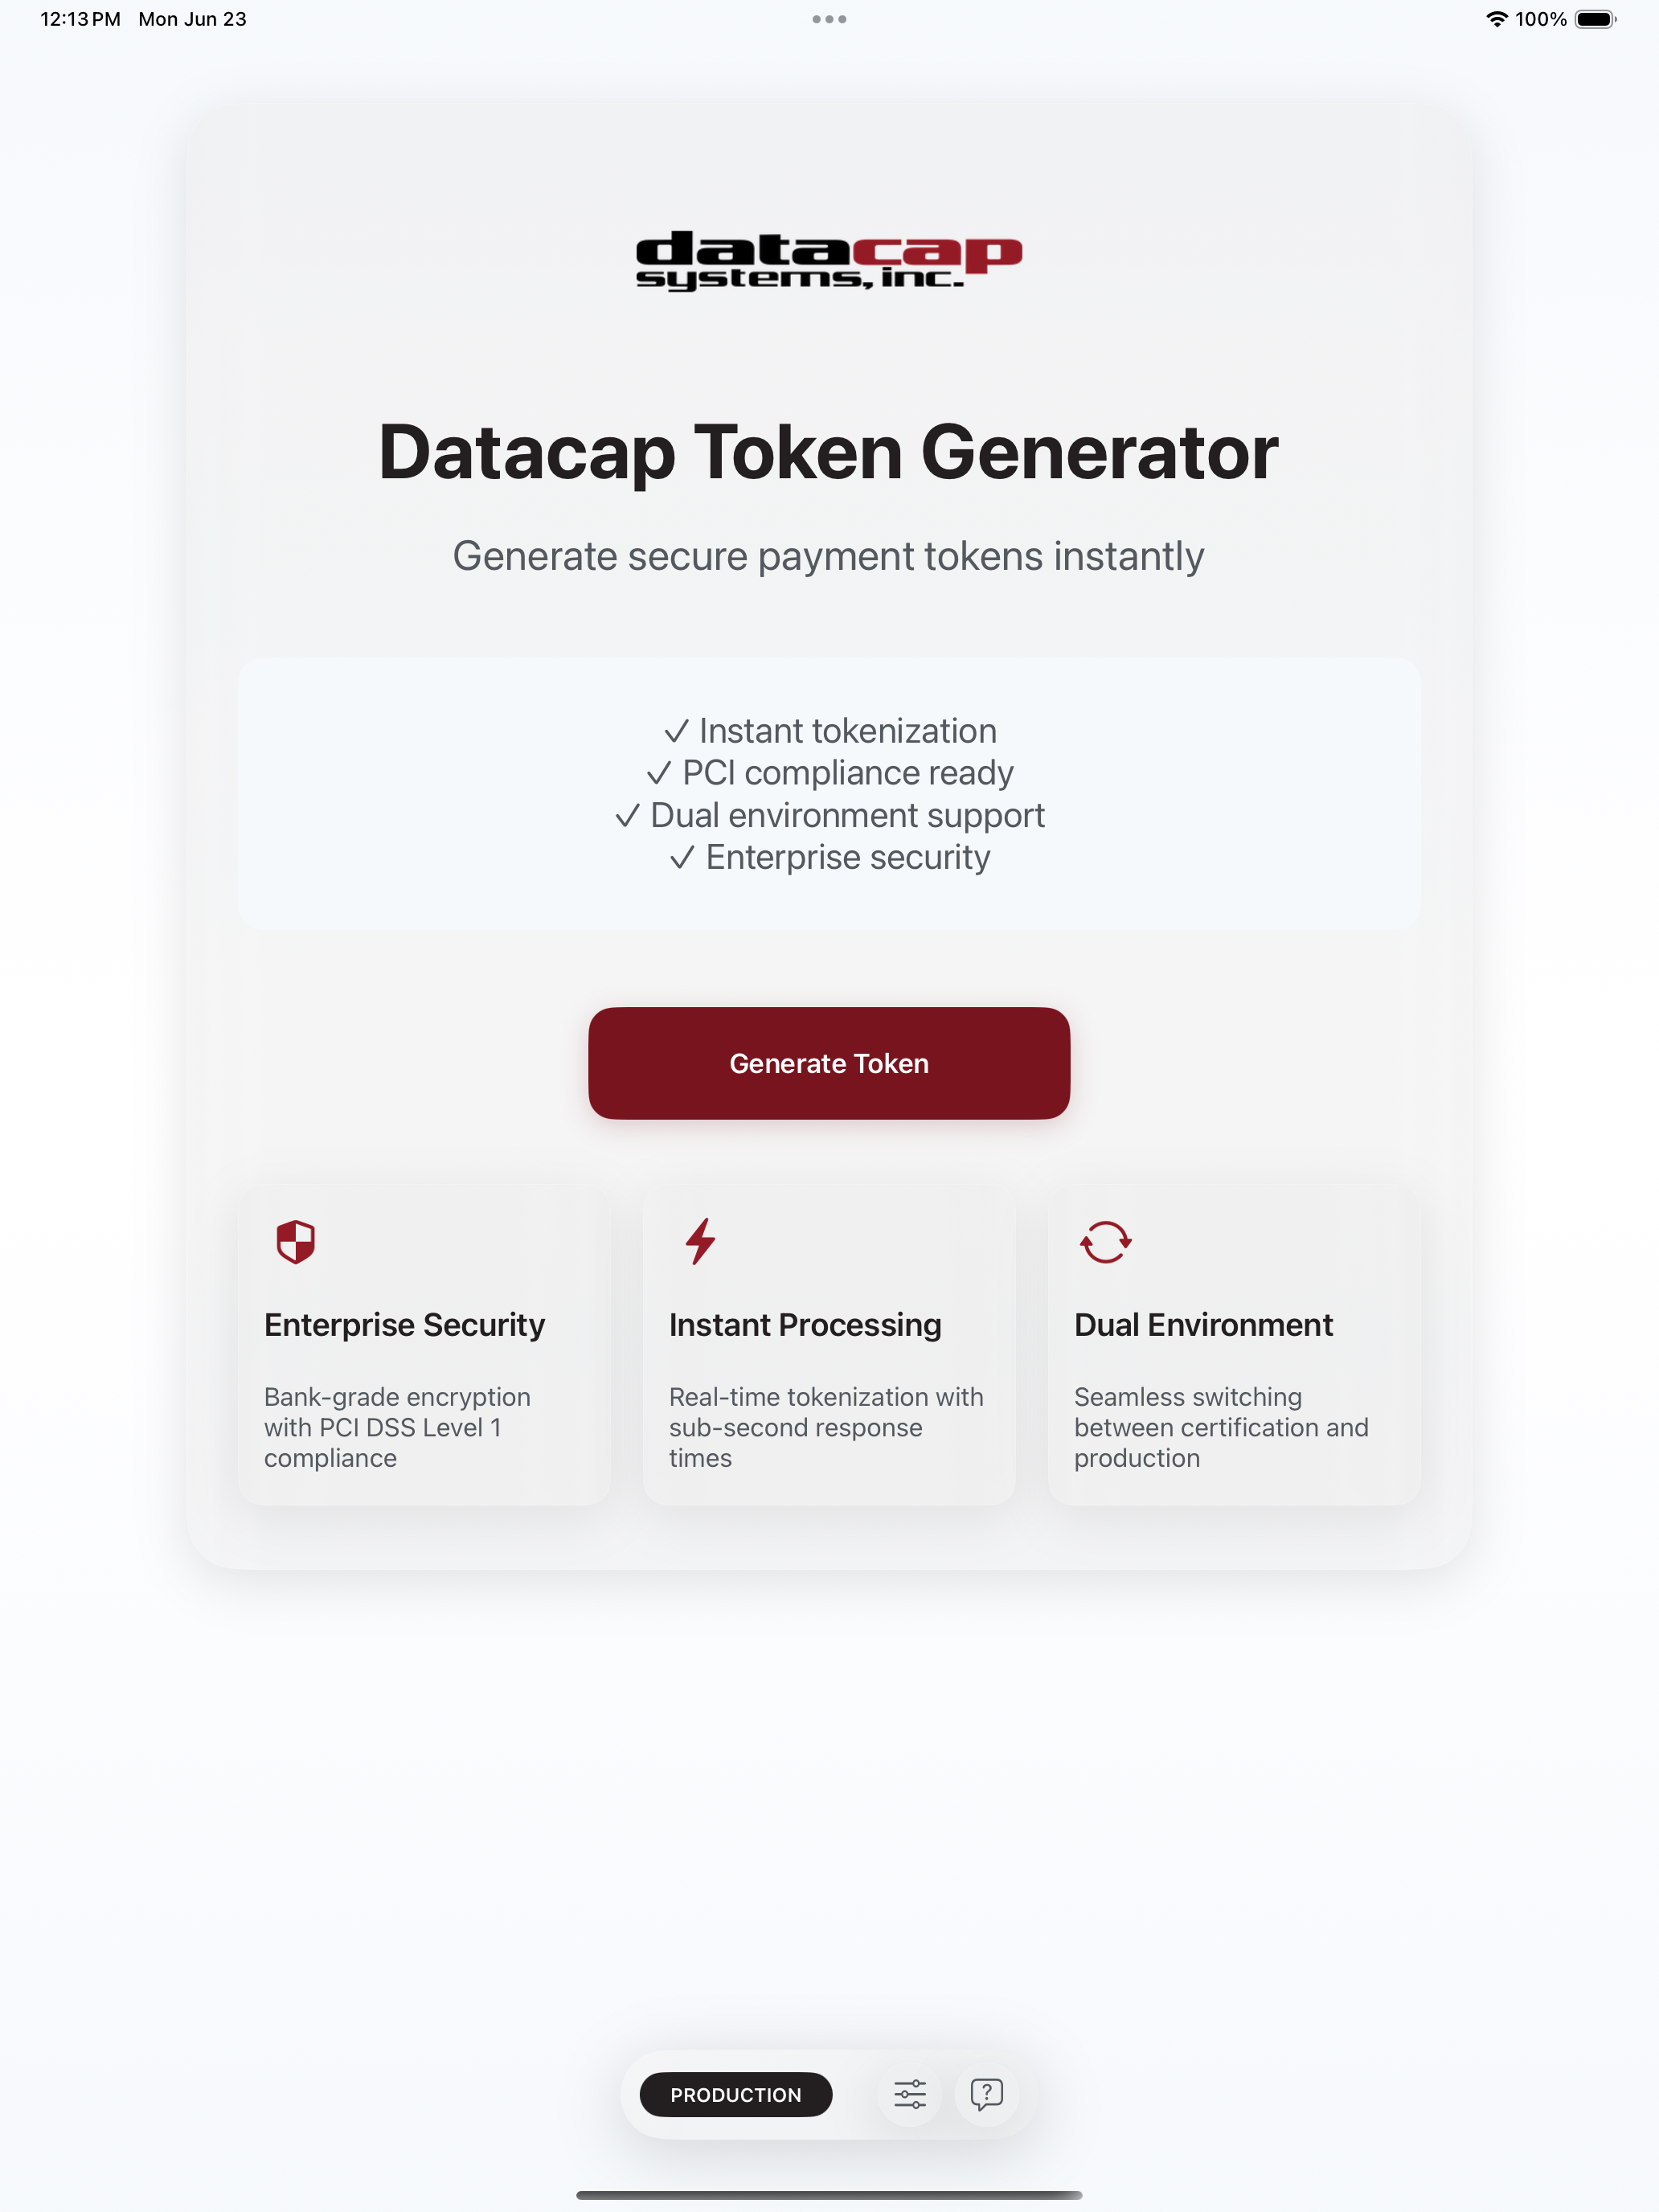 12:13 PM Mon Jun 23
100%
datacap
systems, inc.
Datacap Token Generator
Generate secure payment tokens instantly
✓ Instant tokenization
✓ PCI compliance ready
✓ Dual environment support
✓ Enterprise security
Generate Token
Enterprise Security
Bank-grade encryption
with PCI DSS Level 1
compliance
Instant Processing
Real-time tokenization with
sub-second response
times
Dual Environment
Seamless switching
between certification and
production
PRODUCTION
?